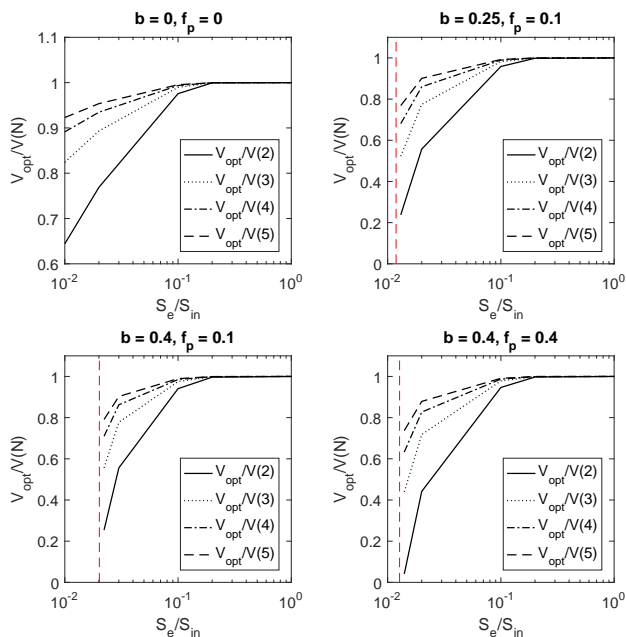 b = 0, f_p = 0
1.1
1
0.9
0.8
0.7
0.6
V_opt/V(N)
V_opt/V(2)
V_opt/V(3)
V_opt/V(4)
V_opt/V(5)
10^-2
10^-1
10^0
S_e/S_in
b = 0.25, f_p = 0.1
1
0.8
0.6
0.4
0.2
0
V_opt/V(N)
V_opt/V(2)
V_opt/V(3)
V_opt/V(4)
V_opt/V(5)
10^-2
10^-1
10^0
S_e/S_in
b = 0.4, f_p = 0.1
1
0.8
0.6
0.4
0.2
0
V_opt/V(N)
V_opt/V(2)
V_opt/V(3)
V_opt/V(4)
V_opt/V(5)
10^-2
10^-1
10^0
S_e/S_in
b = 0.4, f_p = 0.4
1
0.8
0.6
0.4
0.2
0
V_opt/V(N)
V_opt/V(2)
V_opt/V(3)
V_opt/V(4)
V_opt/V(5)
10^-2
10^-1
10^0
S_e/S_in